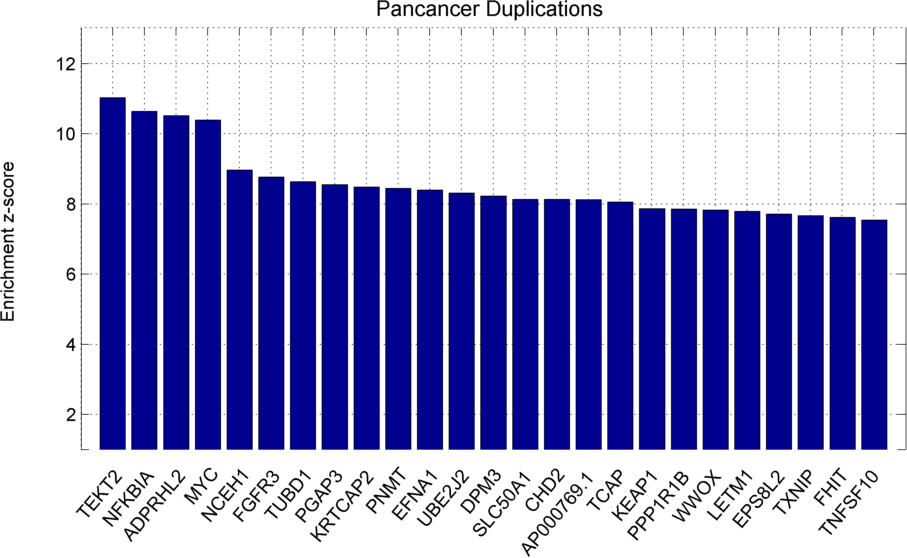 Pancancer Duplications
Enrichment z-score
12
10
8
6
4
2
TEKT2
NFKBIA
ADPRHL2
MYC
NCEH1
FGFR3
TUBD1
PGAP3
KRTCAP2
PNMT
EFNA1
UBE2J2
DPM3
SLC50A1
CHD2
AP000769.1
TCAP
KEAP1
PPP1R1B
WWOX
LETM1
EPS8L2
TXNIP
FHIT
TNFSF10